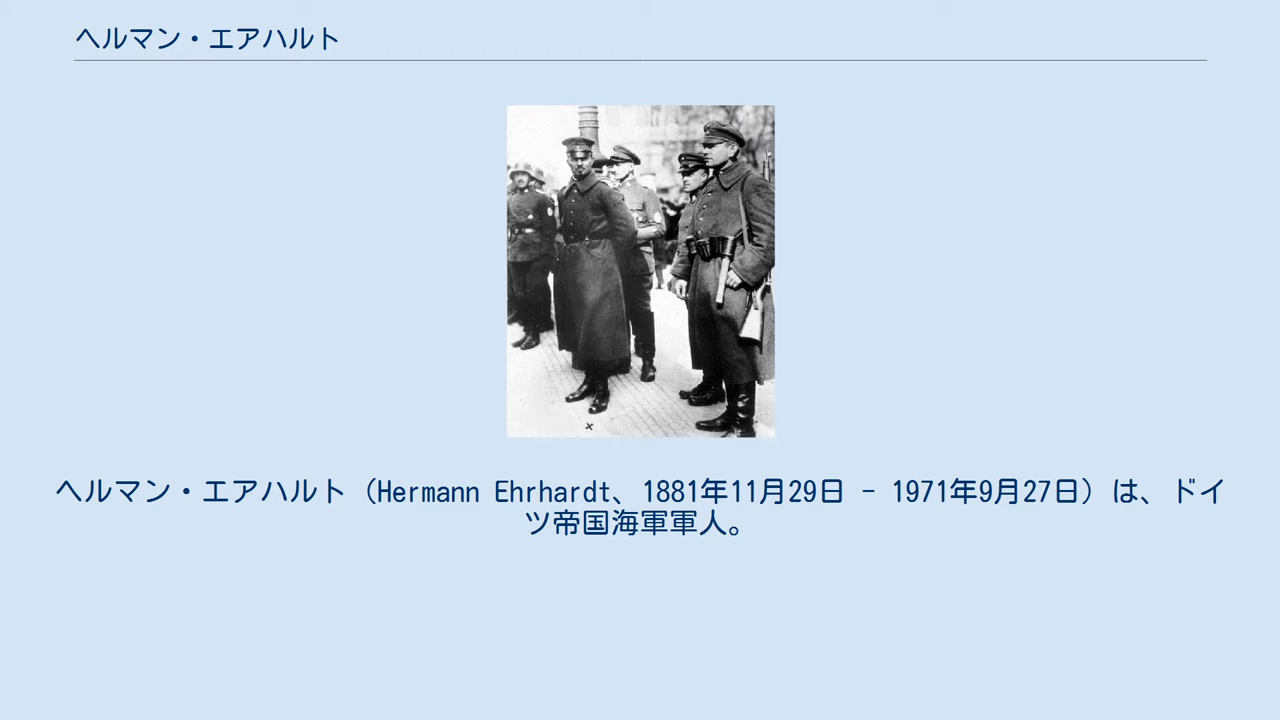 ヘルマン・エアハルト
ヘルマン・エアハルト（Hermann Ehrhardt、1881年11月29日 - 1971年9月27日）は、ドイ
ツ帝国海軍軍人。